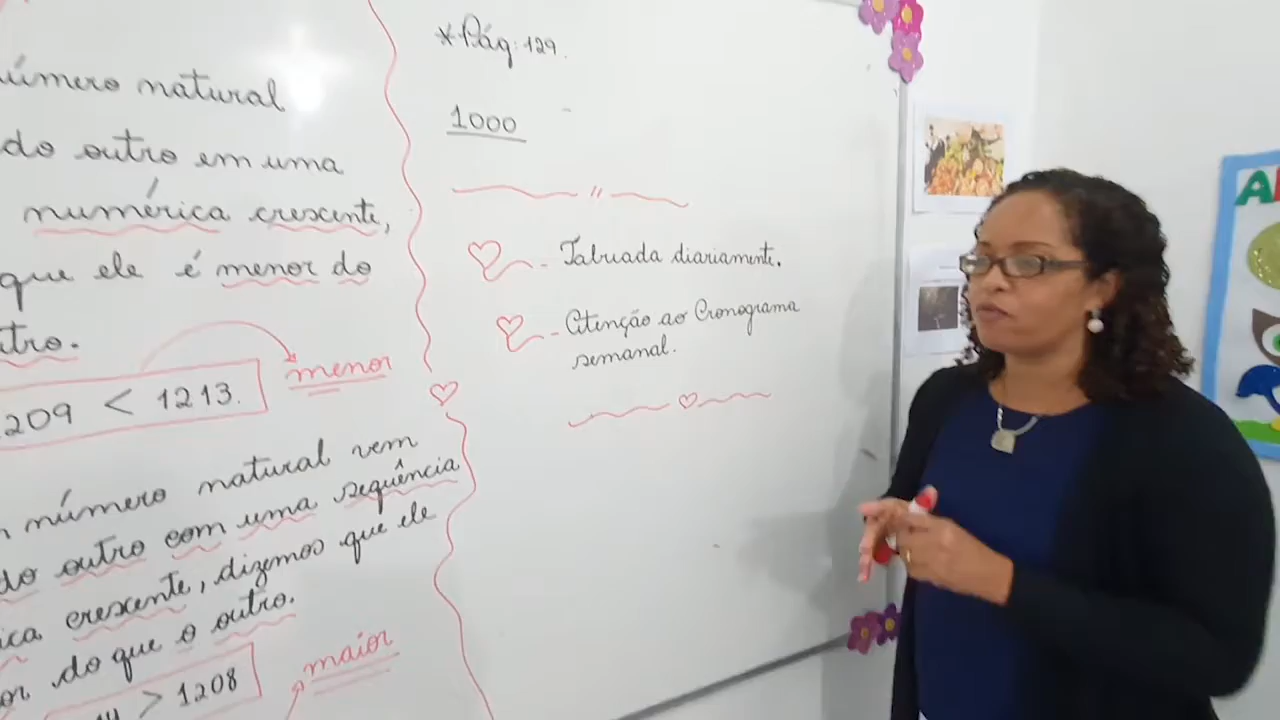 número natural
do outro em uma
numérica crescente,
que ele é menor do
209 < 1213.
menor
número natural vem
do outro com uma sequência
crescente, dizemos que ele
do que o outro.
> 1208
maior
*Pág: 129.
1000
"
- Tabuada diariamente.
- Atenção ao Cronograma
semanal.